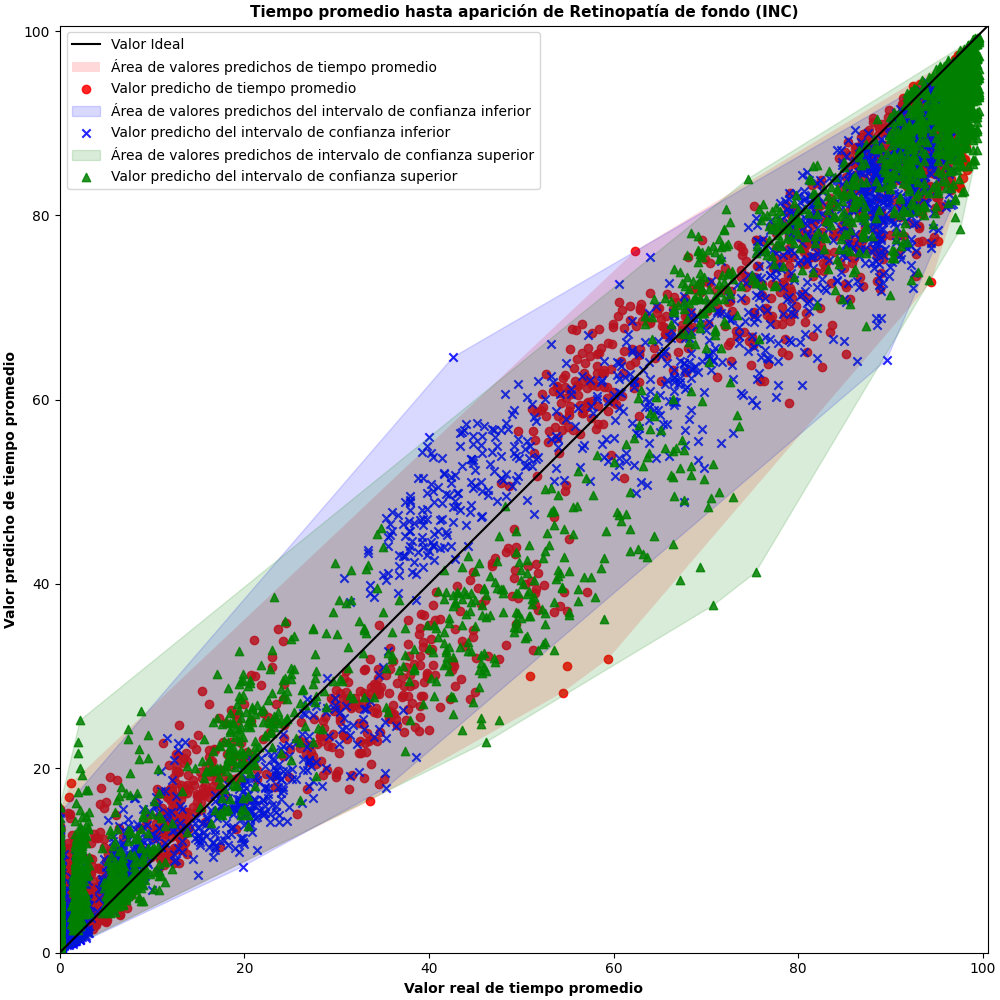 Tiempo promedio hasta aparición de Retinopatía de fondo (INC)
Valor Ideal
Área de valores predichos de tiempo promedio
Valor predicho de tiempo promedio
Área de valores predichos del intervalo de confianza inferior
Valor predicho del intervalo de confianza inferior
Área de valores predichos de intervalo de confianza superior
Valor predicho del intervalo de confianza superior
Valor predicho de tiempo promedio
100
80
60
40
20
0
0 20 40 60 80 100
Valor real de tiempo promedio